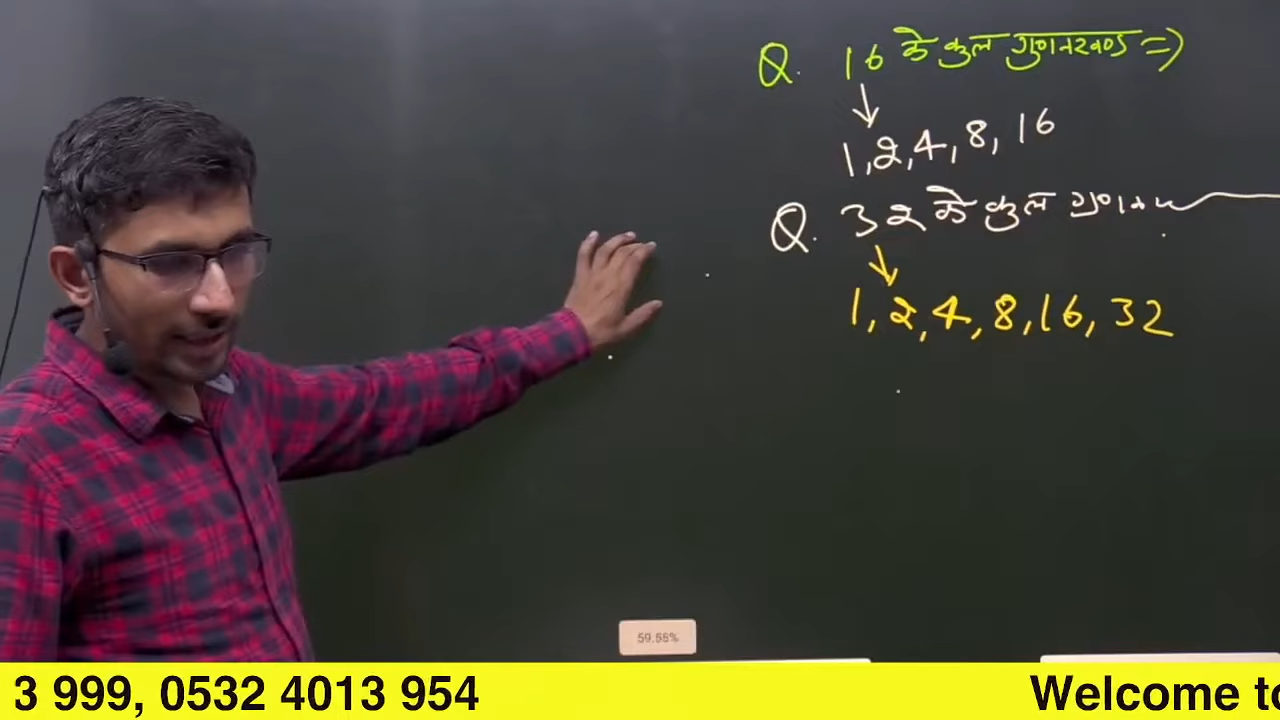 Q. 16 के कुल गुणनखण्ड ⇒
↓
1, 2, 4, 8, 16
Q. 32 के कुल
↓
1, 2, 4, 8, 16, 32
59.55%
3 999, 0532 4013 954
Welcome to